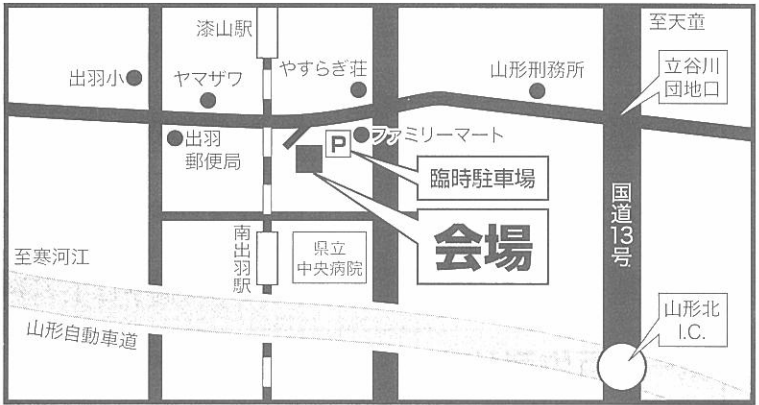 漆山駅
至天童
出羽小
ヤマザワ
やすらぎ荘
山形刑務所
立谷川
団地口
出羽
郵便局
P
ファミリーマート
臨時駐車場
会場
国道13号
南出羽駅
県立
中央病院
至寒河江
山形自動車道
山形北
I.C.